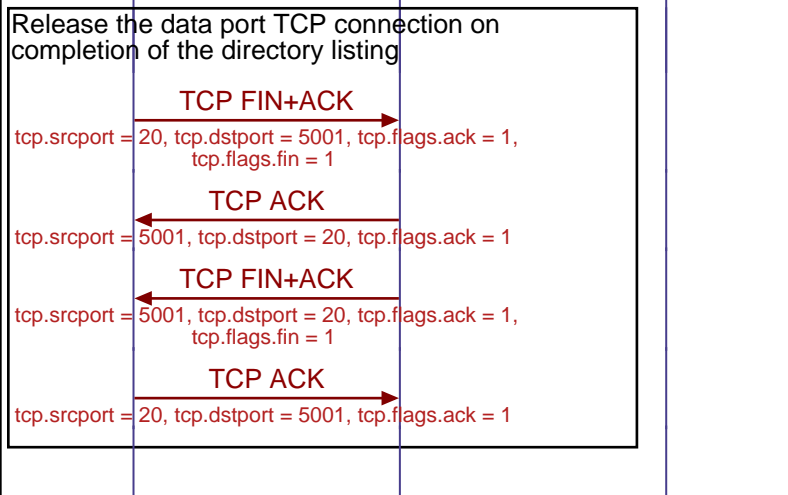 Release the data port TCP connection on
completion of the directory listing
TCP FIN+ACK
tcp.srcport = 20, tcp.dstport = 5001, tcp.flags.ack = 1,
tcp.flags.fin = 1
TCP ACK
tcp.srcport = 5001, tcp.dstport = 20, tcp.flags.ack = 1
TCP FIN+ACK
tcp.srcport = 5001, tcp.dstport = 20, tcp.flags.ack = 1,
tcp.flags.fin = 1
TCP ACK
tcp.srcport = 20, tcp.dstport = 5001, tcp.flags.ack = 1